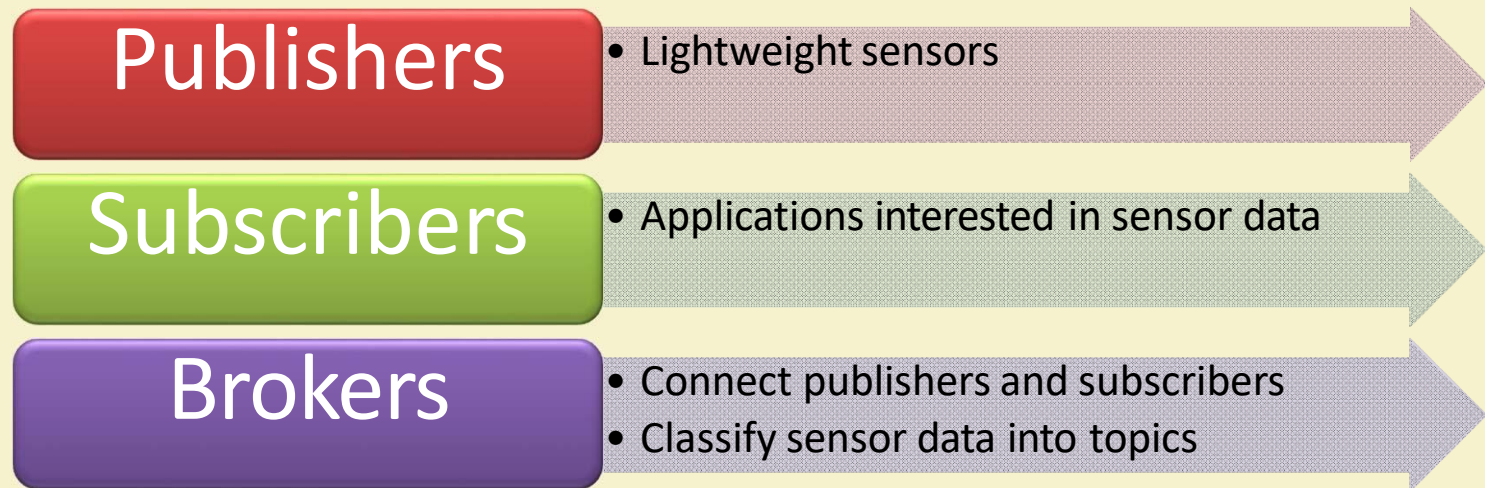 Publishers
• Lightweight sensors
Subscribers
• Applications interested in sensor data
Brokers
• Connect publishers and subscribers
• Classify sensor data into topics